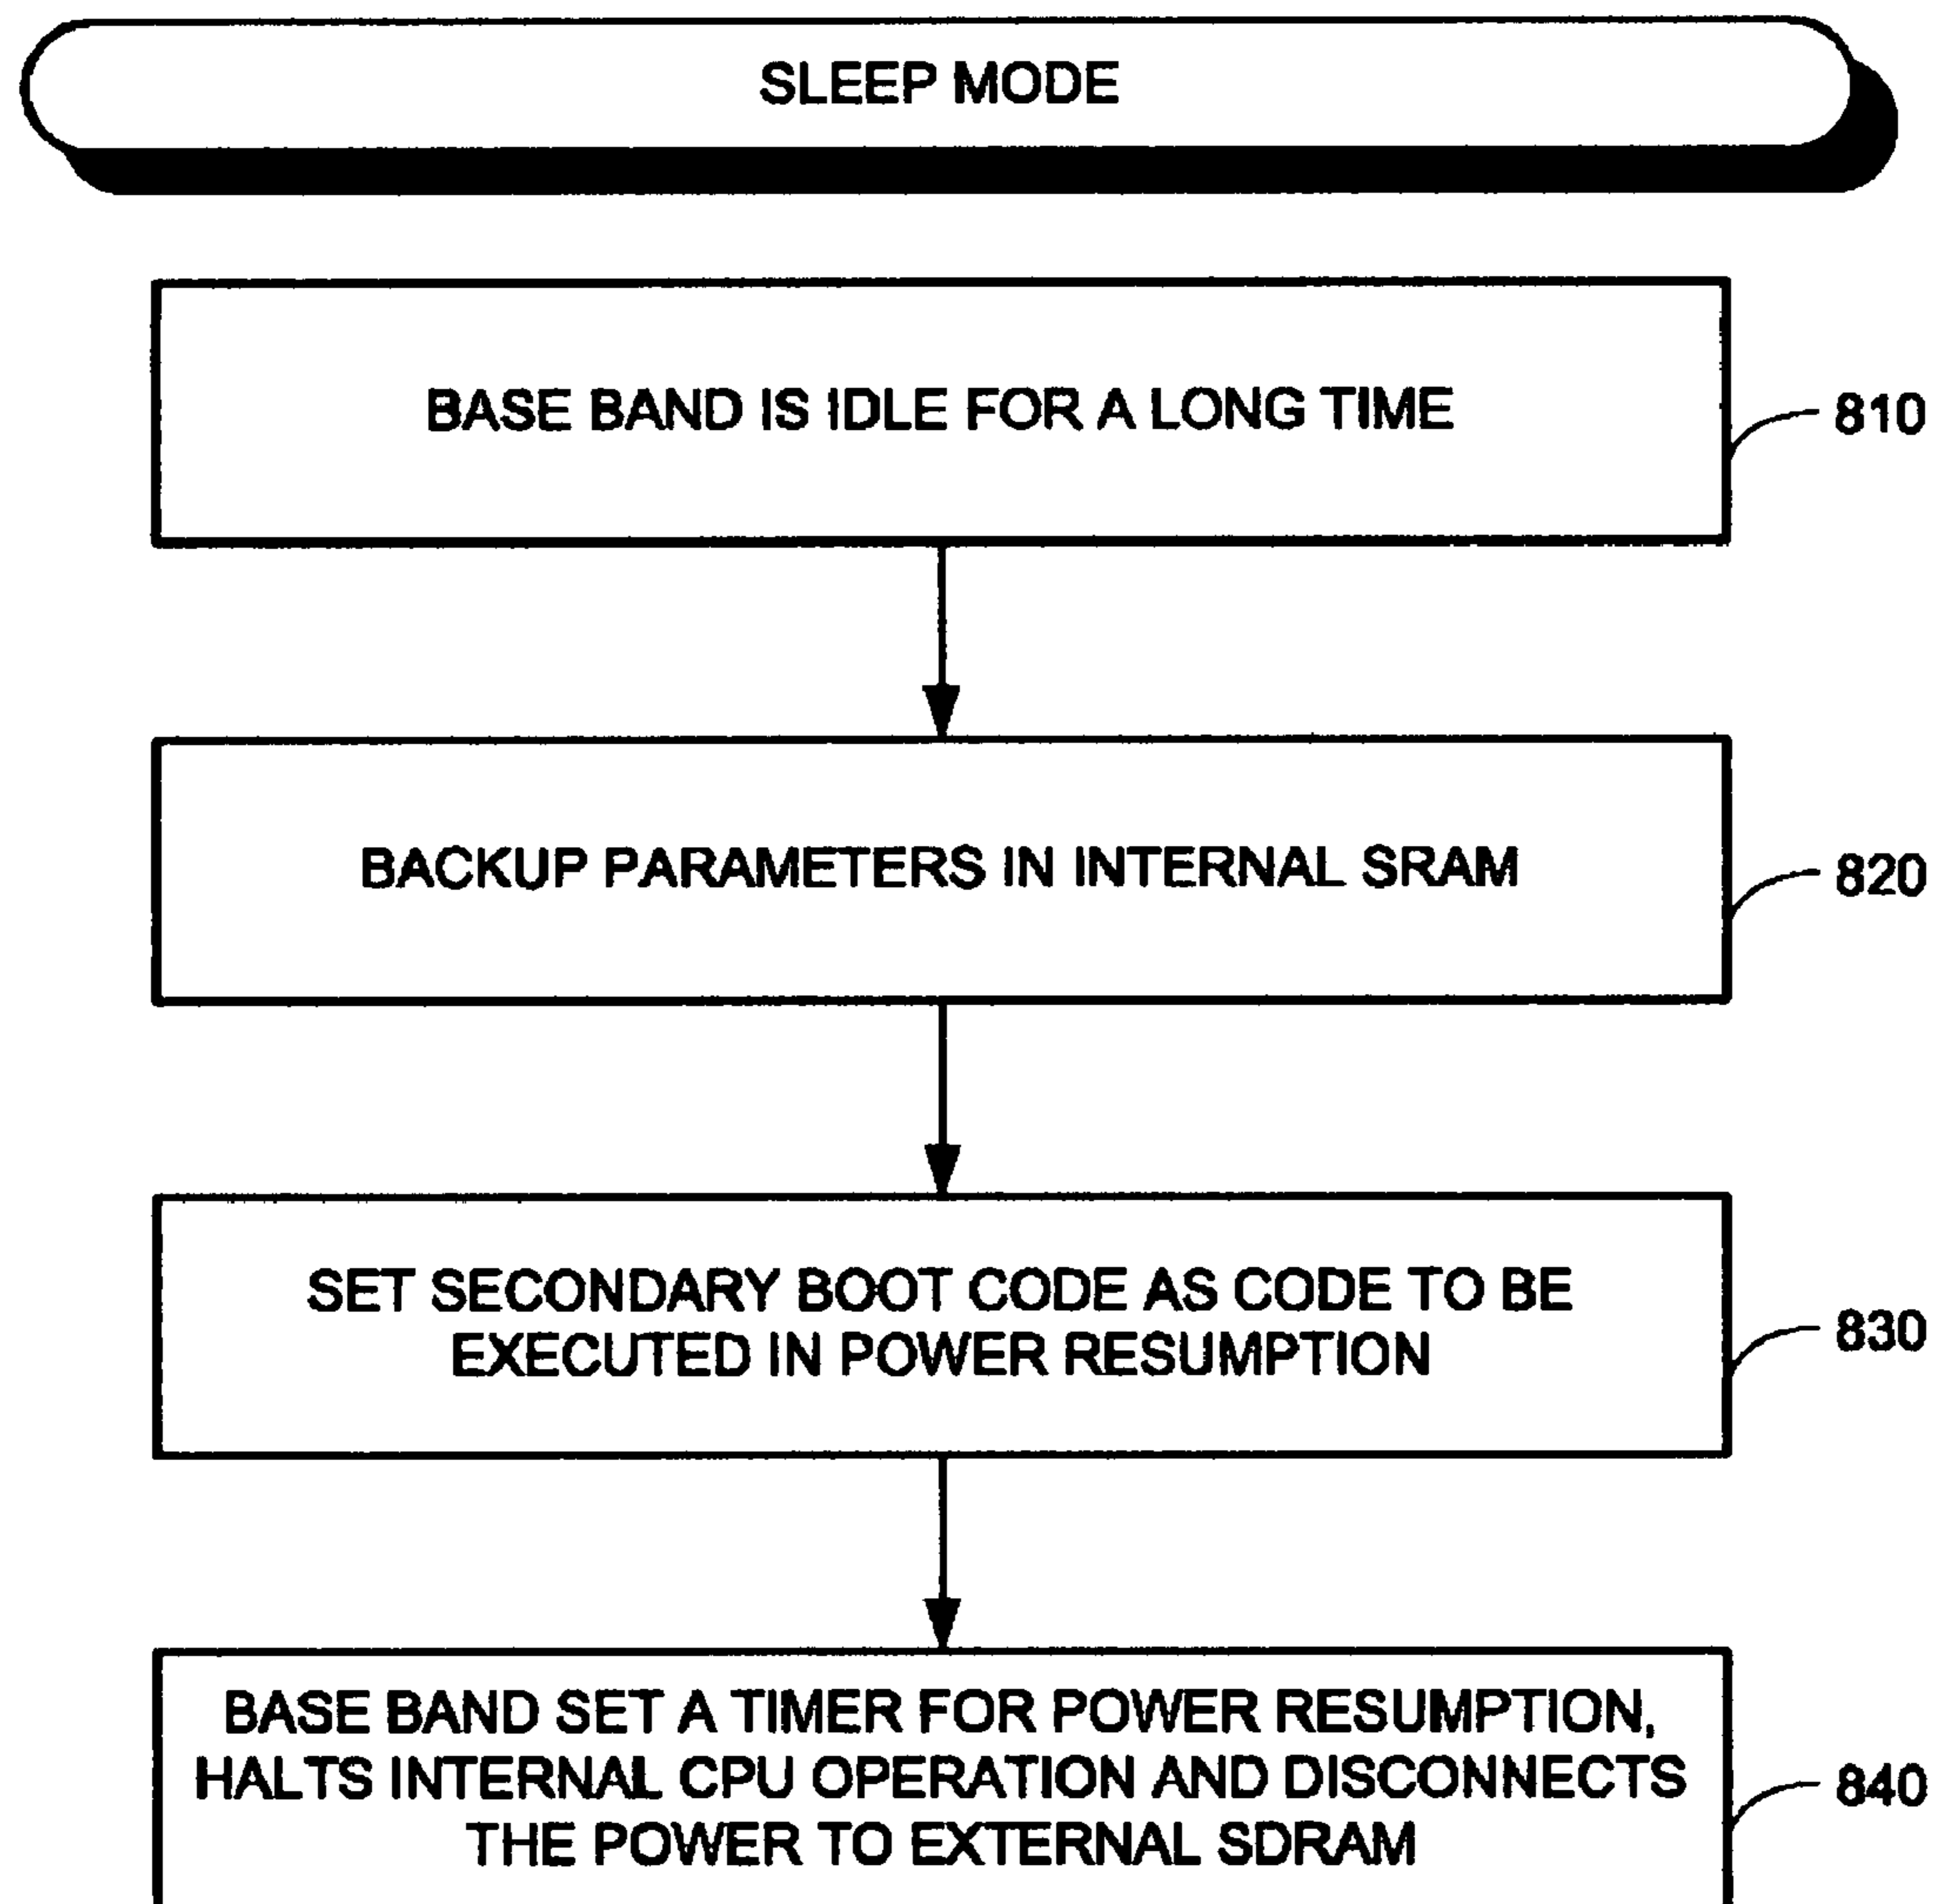 SLEEP MODE
BASE BAND IS IDLE FOR A LONG TIME
810
BACKUP PARAMETERS IN INTERNAL SRAM
820
SET SECONDARY BOOT CODE AS CODE TO BE
EXECUTED IN POWER RESUMPTION
830
BASE BAND SET A TIMER FOR POWER RESUMPTION,
HALTS INTERNAL CPU OPERATION AND DISCONNECTS
THE POWER TO EXTERNAL SDRAM
840